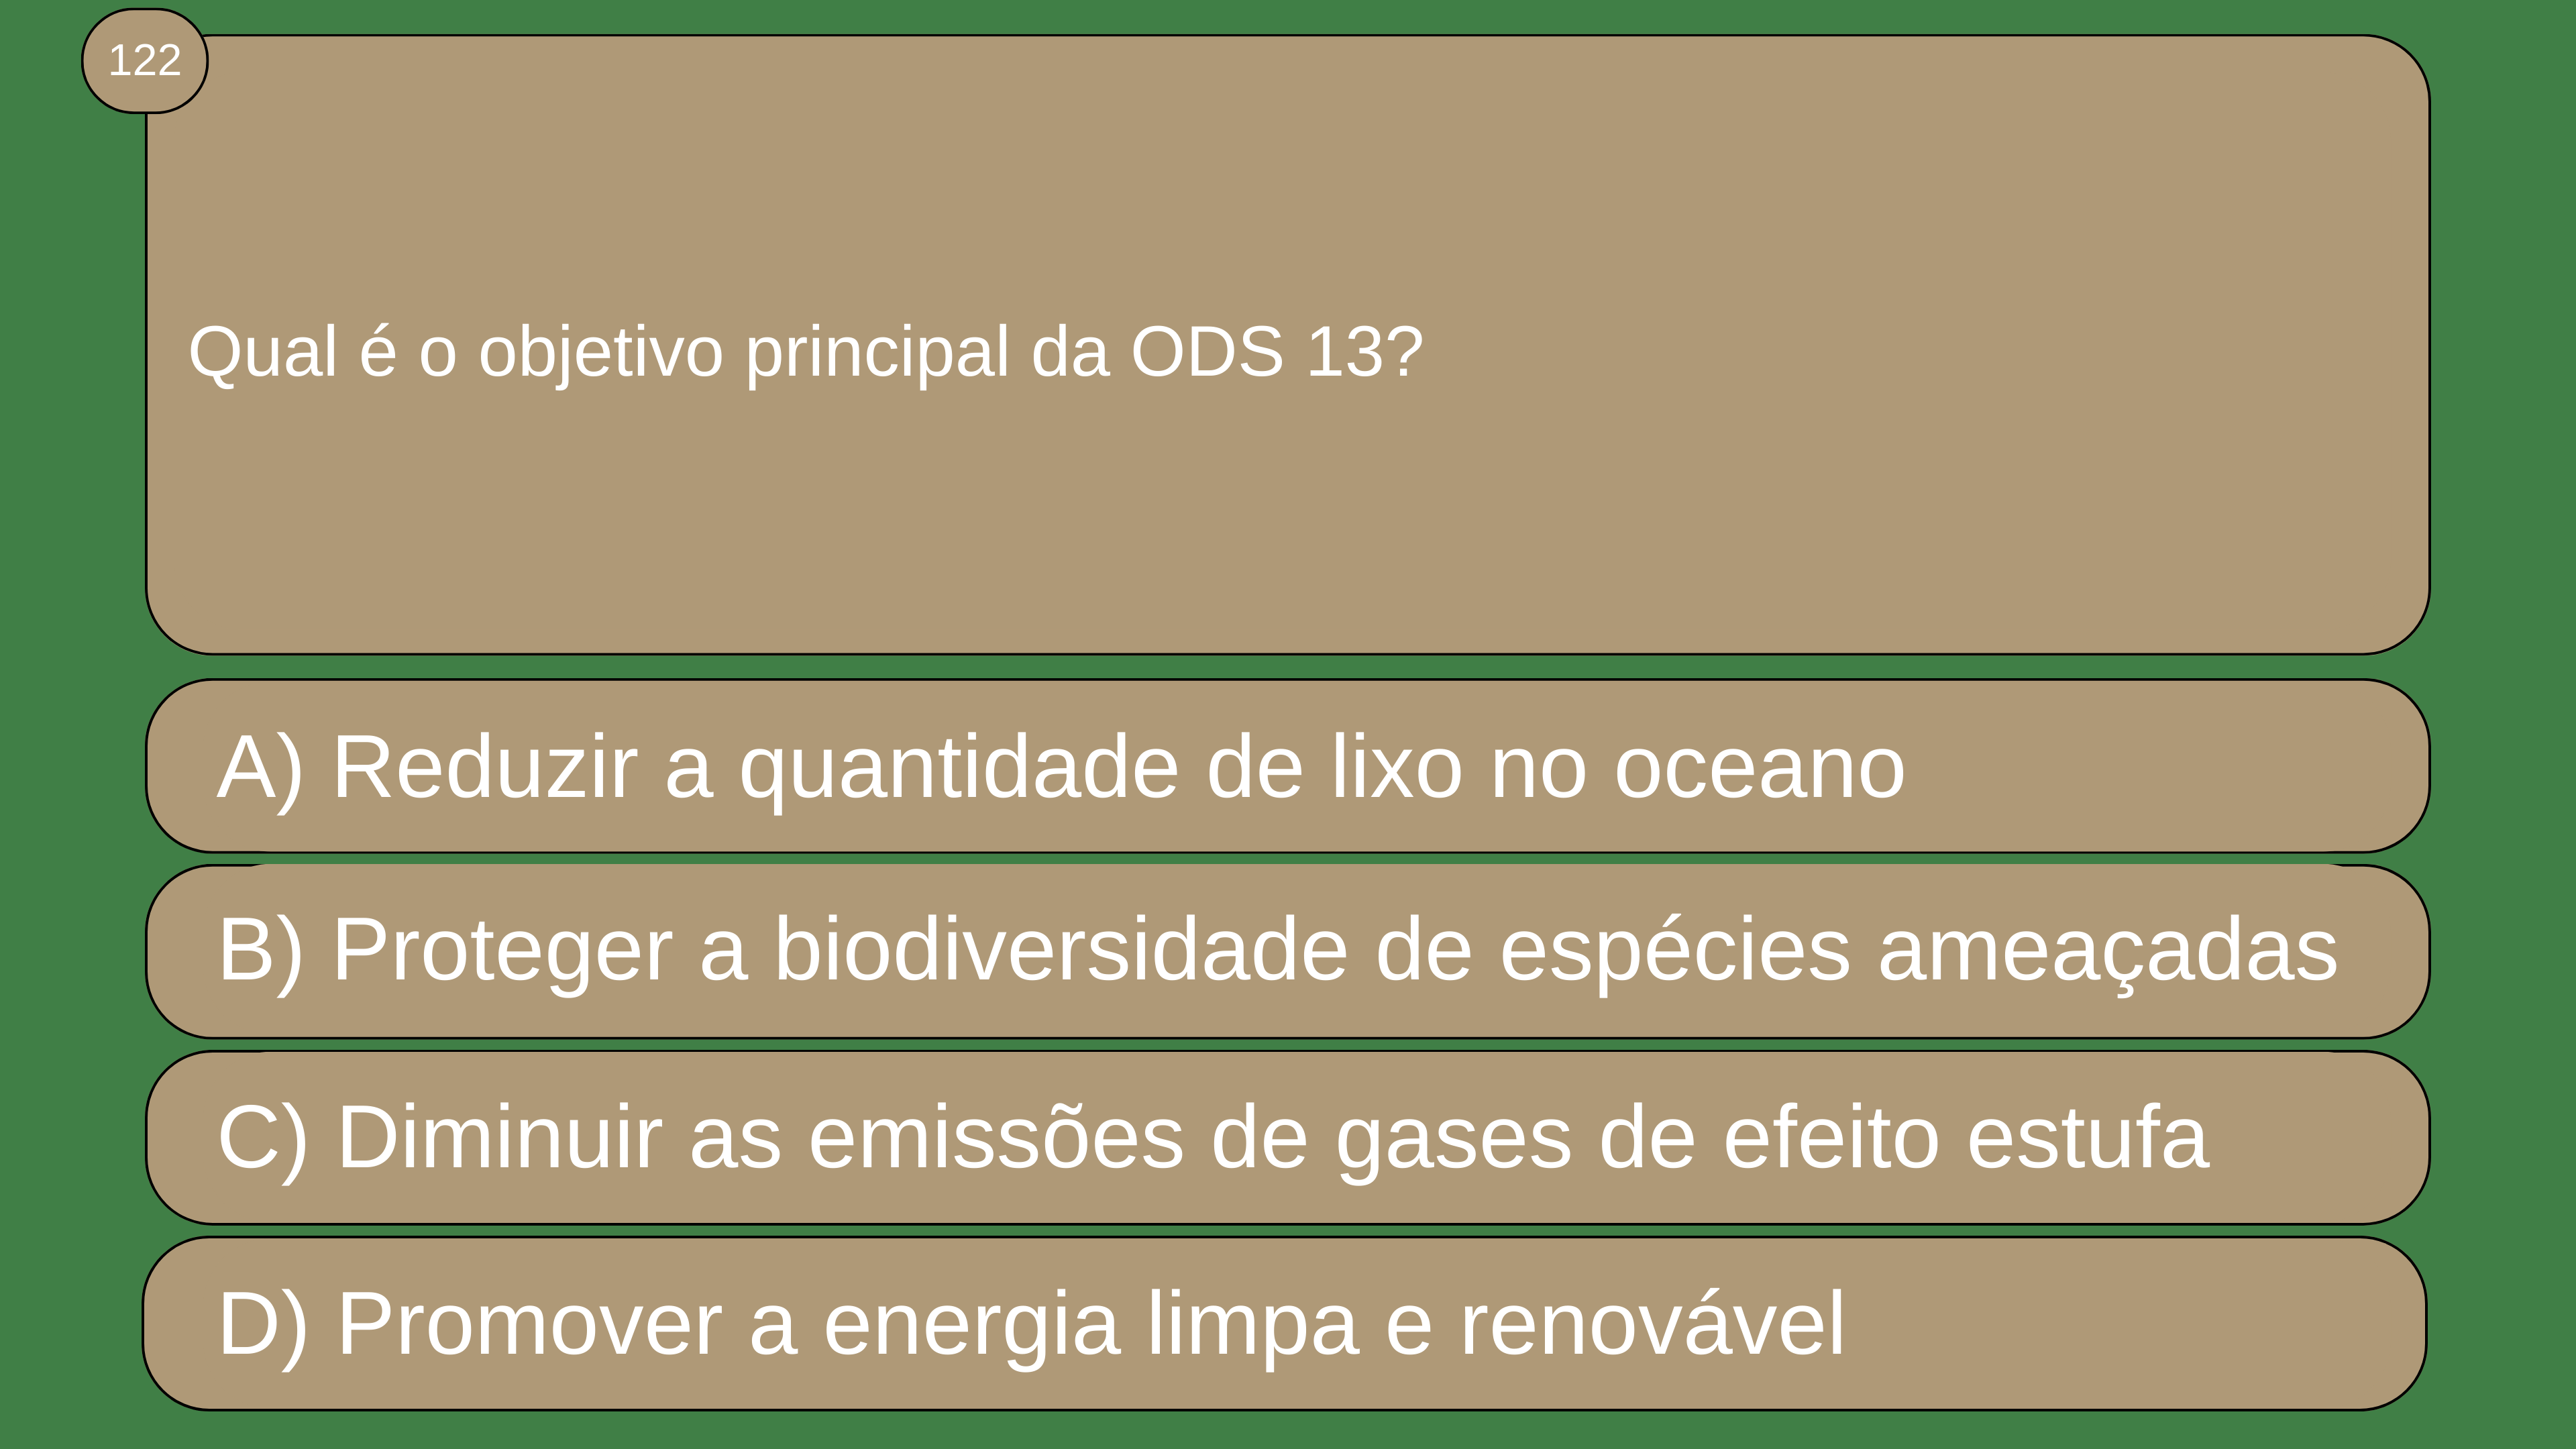 122
Qual é o objetivo principal da ODS 13?
A) Reduzir a quantidade de lixo no oceano
B) Proteger a biodiversidade de espécies ameaçadas
C) Diminuir as emissões de gases de efeito estufa
D) Promover a energia limpa e renovável